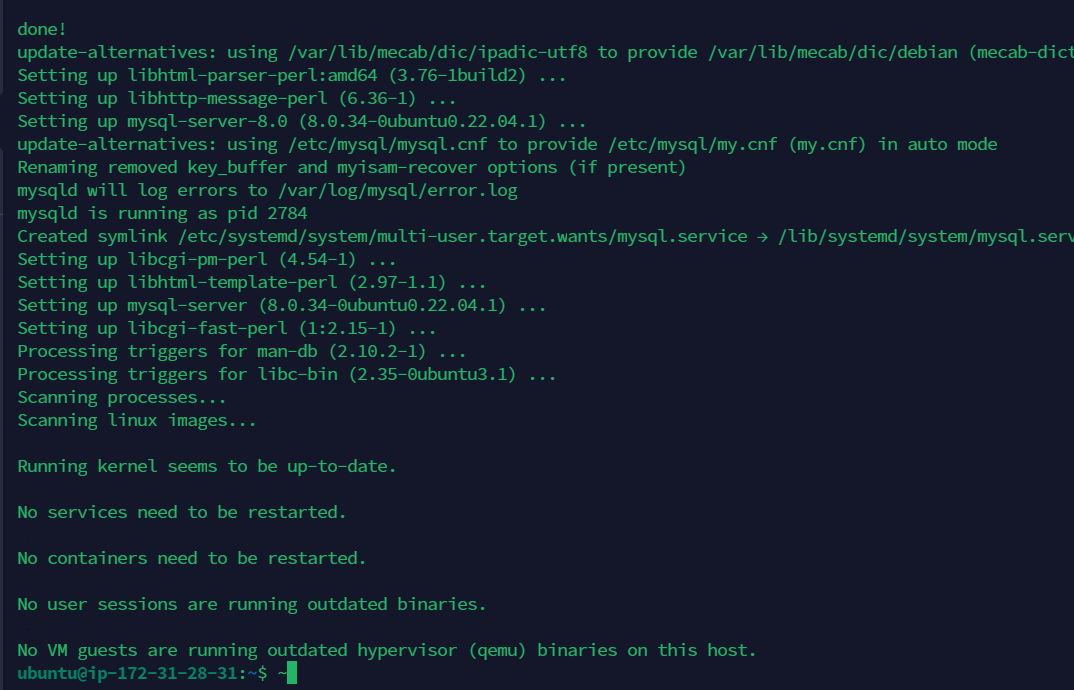 done!
update-alternatives: using /var/lib/mecab/dic/ipadic-utf8 to provide /var/lib/mecab/dic/debian (mecab-dict
Setting up libhtml-parser-perl:amd64 (3.76-1build2) ...
Setting up libhttp-message-perl (6.36-1) ...
Setting up mysql-server-8.0 (8.0.34-0ubuntu0.22.04.1) ...
update-alternatives: using /etc/mysql/mysql.cnf to provide /etc/mysql/my.cnf (my.cnf) in auto mode
Renaming removed key_buffer and myisam-recover options (if present)
mysqld will log errors to /var/log/mysql/error.log
mysqld is running as pid 2784
Created symlink /etc/systemd/system/multi-user.target.wants/mysql.service → /lib/systemd/system/mysql.serv
Setting up libcgi-pm-perl (4.54-1) ...
Setting up libhtml-template-perl (2.97-1.1) ...
Setting up mysql-server (8.0.34-0ubuntu0.22.04.1) ...
Setting up libcgi-fast-perl (1:2.15-1) ...
Processing triggers for man-db (2.10.2-1) ...
Processing triggers for libc-bin (2.35-0ubuntu3.1) ...
Scanning processes...
Scanning linux images...
Running kernel seems to be up-to-date.
No services need to be restarted.
No containers need to be restarted.
No user sessions are running outdated binaries.
No VM guests are running outdated hypervisor (qemu) binaries on this host.
ubuntu@ip-172-31-28-31:~$ ~